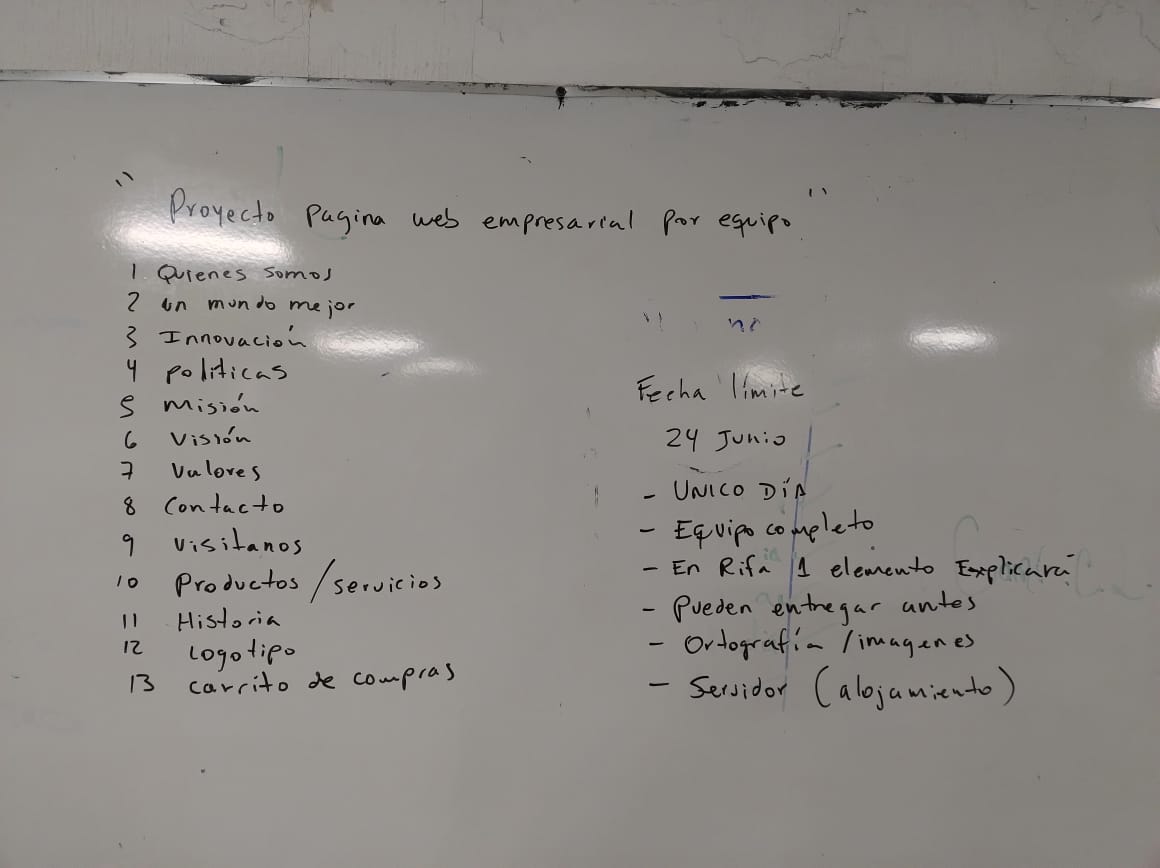 " Proyecto Pagina web empresarial por equipo "
1 Quienes somos
2 un mundo mejor
3 Innovación
4 politicas
5 Misión
6 Visión
7 Valores
8 Contacto
9 Visitanos
10 Productos / servicios
11 Historia
12 Logotipo
13 carrito de compras
Fecha límite
24 Junio
- UNICO DíA
- Equipo completo
- En Rifa 1 elemento Explicará
- Pueden entregar antes
- Ortografía / imagenes
- Servidor (alojamiento)